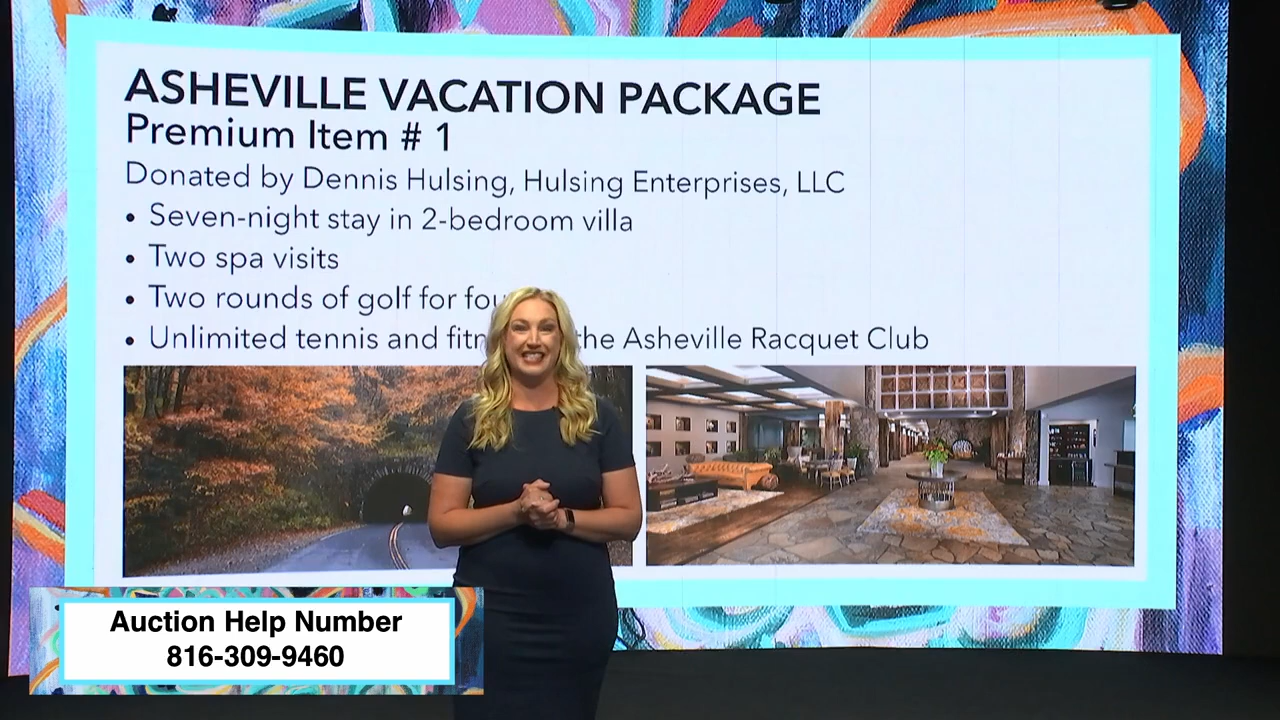 ASHEVILLE VACATION PACKAGE
Premium Item # 1
Donated by Dennis Hulsing, Hulsing Enterprises, LLC
• Seven-night stay in 2-bedroom villa
• Two spa visits
• Two rounds of golf for
• Unlimited tennis and the Asheville Racquet Club
Auction Help Number
816-309-9460